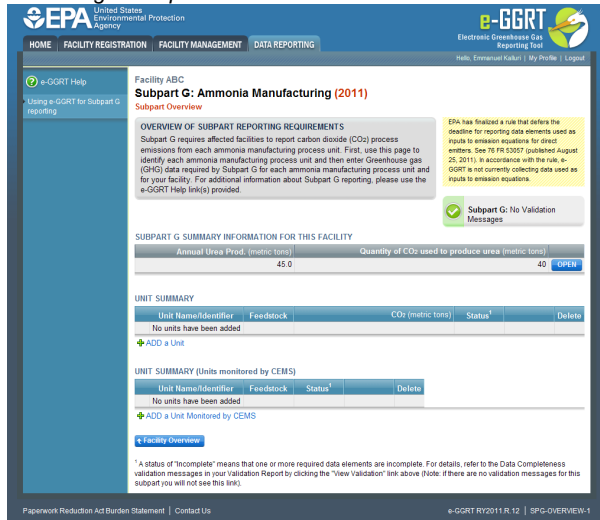 EPA United States Environmental Protection Agency
e-GGRT
Electronic Greenhouse Gas
Reporting Tool
HOME FACILITY REGISTRATION FACILITY MANAGEMENT DATA REPORTING
Hello, Emmanuel Kalluri | My Profile | Logout
e-GGRT Help
Using e-GGRT for Subpart G
reporting
Facility ABC
Subpart G: Ammonia Manufacturing (2011)
Subpart Overview
OVERVIEW OF SUBPART REPORTING REQUIREMENTS
Subpart G requires affected facilities to report carbon dioxide (CO2) process
emissions from each ammonia manufacturing process unit. First, use this page to
identify each ammonia manufacturing process unit and then enter Greenhouse gas
(GHG) data required by Subpart G for each ammonia manufacturing process unit and
for your facility. For additional information about Subpart G reporting, please use the
e-GGRT Help link(s) provided.
EPA has finalized a rule that defers the
deadline for reporting data elements used as
inputs to emission equations for direct
emitters. See 76 FR 53057 (published August
25, 2011). In accordance with the rule, e-
GGRT is not currently collecting data used as
inputs to emission equations.
Subpart G: No Validation
Messages
SUBPART G SUMMARY INFORMATION FOR THIS FACILITY
Annual Urea Prod. (metric tons) Quantity of CO2 used to produce urea (metric tons)
45.0 40 OPEN
UNIT SUMMARY
Unit Name/Identifier Feedstock CO2 (metric tons) Status1 Delete
No units have been added
ADD a Unit
UNIT SUMMARY (Units monitored by CEMS)
Unit Name/Identifier Feedstock Status1 Delete
No units have been added
ADD a Unit Monitored by CEMS
Facility Overview
1 A status of "Incomplete" means that one or more required data elements are incomplete. For details, refer to the Data Completeness
validation messages in your Validation Report by clicking the "View Validation" link above (Note: if there are no validation messages for this
subpart you will not see this link).
Paperwork Reduction Act Burden Statement | Contact Us
e-GGRT RY2011.R.12 | SPG-OVERVIEW-1